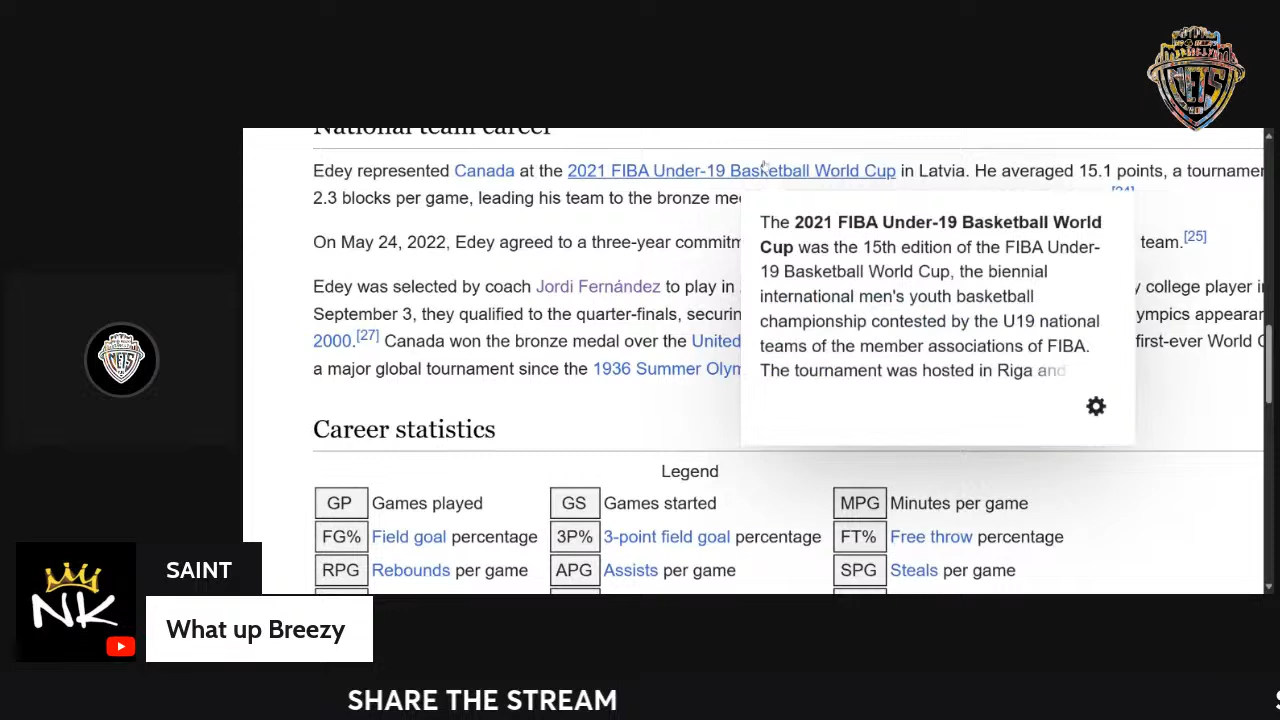 National team career
Edey represented Canada at the 2021 FIBA Under-19 Basketball World Cup in Latvia. He averaged 15.1 points, a
2.3 blocks per game, leading his team to the bronze
On May 24, 2022, Edey agreed to a three-year
team.[25]
Edey was selected by coach Jordi Fernández to play in
college player
September 3, they qualified to the quarter-finals,
2000.[27] Canada won the bronze medal over the United
first-ever World
a major global tournament since the 1936 Summer
The 2021 FIBA Under-19 Basketball World
Cup was the 15th edition of the FIBA Under-
19 Basketball World Cup, the biennial
international men's youth basketball
championship contested by the U19 national
teams of the member associations of FIBA.
The tournament was hosted in Riga and
Career statistics
Legend
GP Games played GS Games started MPG Minutes per game
FG% Field goal percentage 3P% 3-point field goal percentage FT% Free throw percentage
RPG Rebounds per game APG Assists per game SPG Steals per game
NK
SAINT
What up Breezy
SHARE THE STREAM
NETS